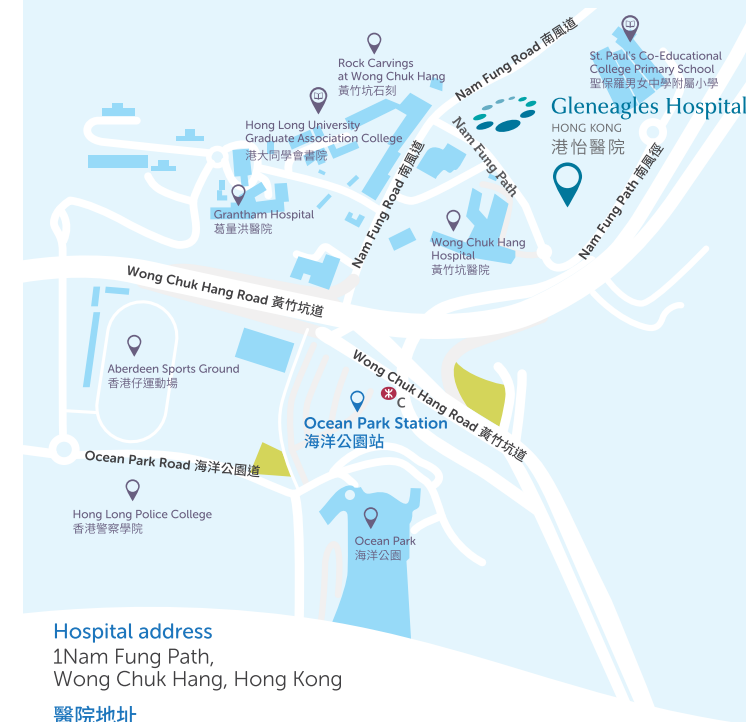 Nam Fung Road 南風道
Rock Carvings
at Wong Chuk Hang
黃竹坑石刻
St. Paul's Co-Educational
College Primary School
聖保羅男女中學附屬小學
Gleneagles Hospital
HONG KONG
港怡醫院
Hong Long University
Graduate Association College
港大同學會書院
Nam Fung Path
Nam Fung Road 南風道
Nam Fung Path 南風徑
Grantham Hospital
葛量洪醫院
Wong Chuk Hang
Hospital
黃竹坑醫院
Wong Chuk Hang Road 黃竹坑道
Aberdeen Sports Ground
香港仔運動場
Wong Chuk Hang Road 黃竹坑道
C
Ocean Park Station
海洋公園站
Ocean Park Road 海洋公園道
Hong Long Police College
香港警察學院
Ocean Park
海洋公園
Hospital address
1Nam Fung Path,
Wong Chuk Hang, Hong Kong
醫院地址